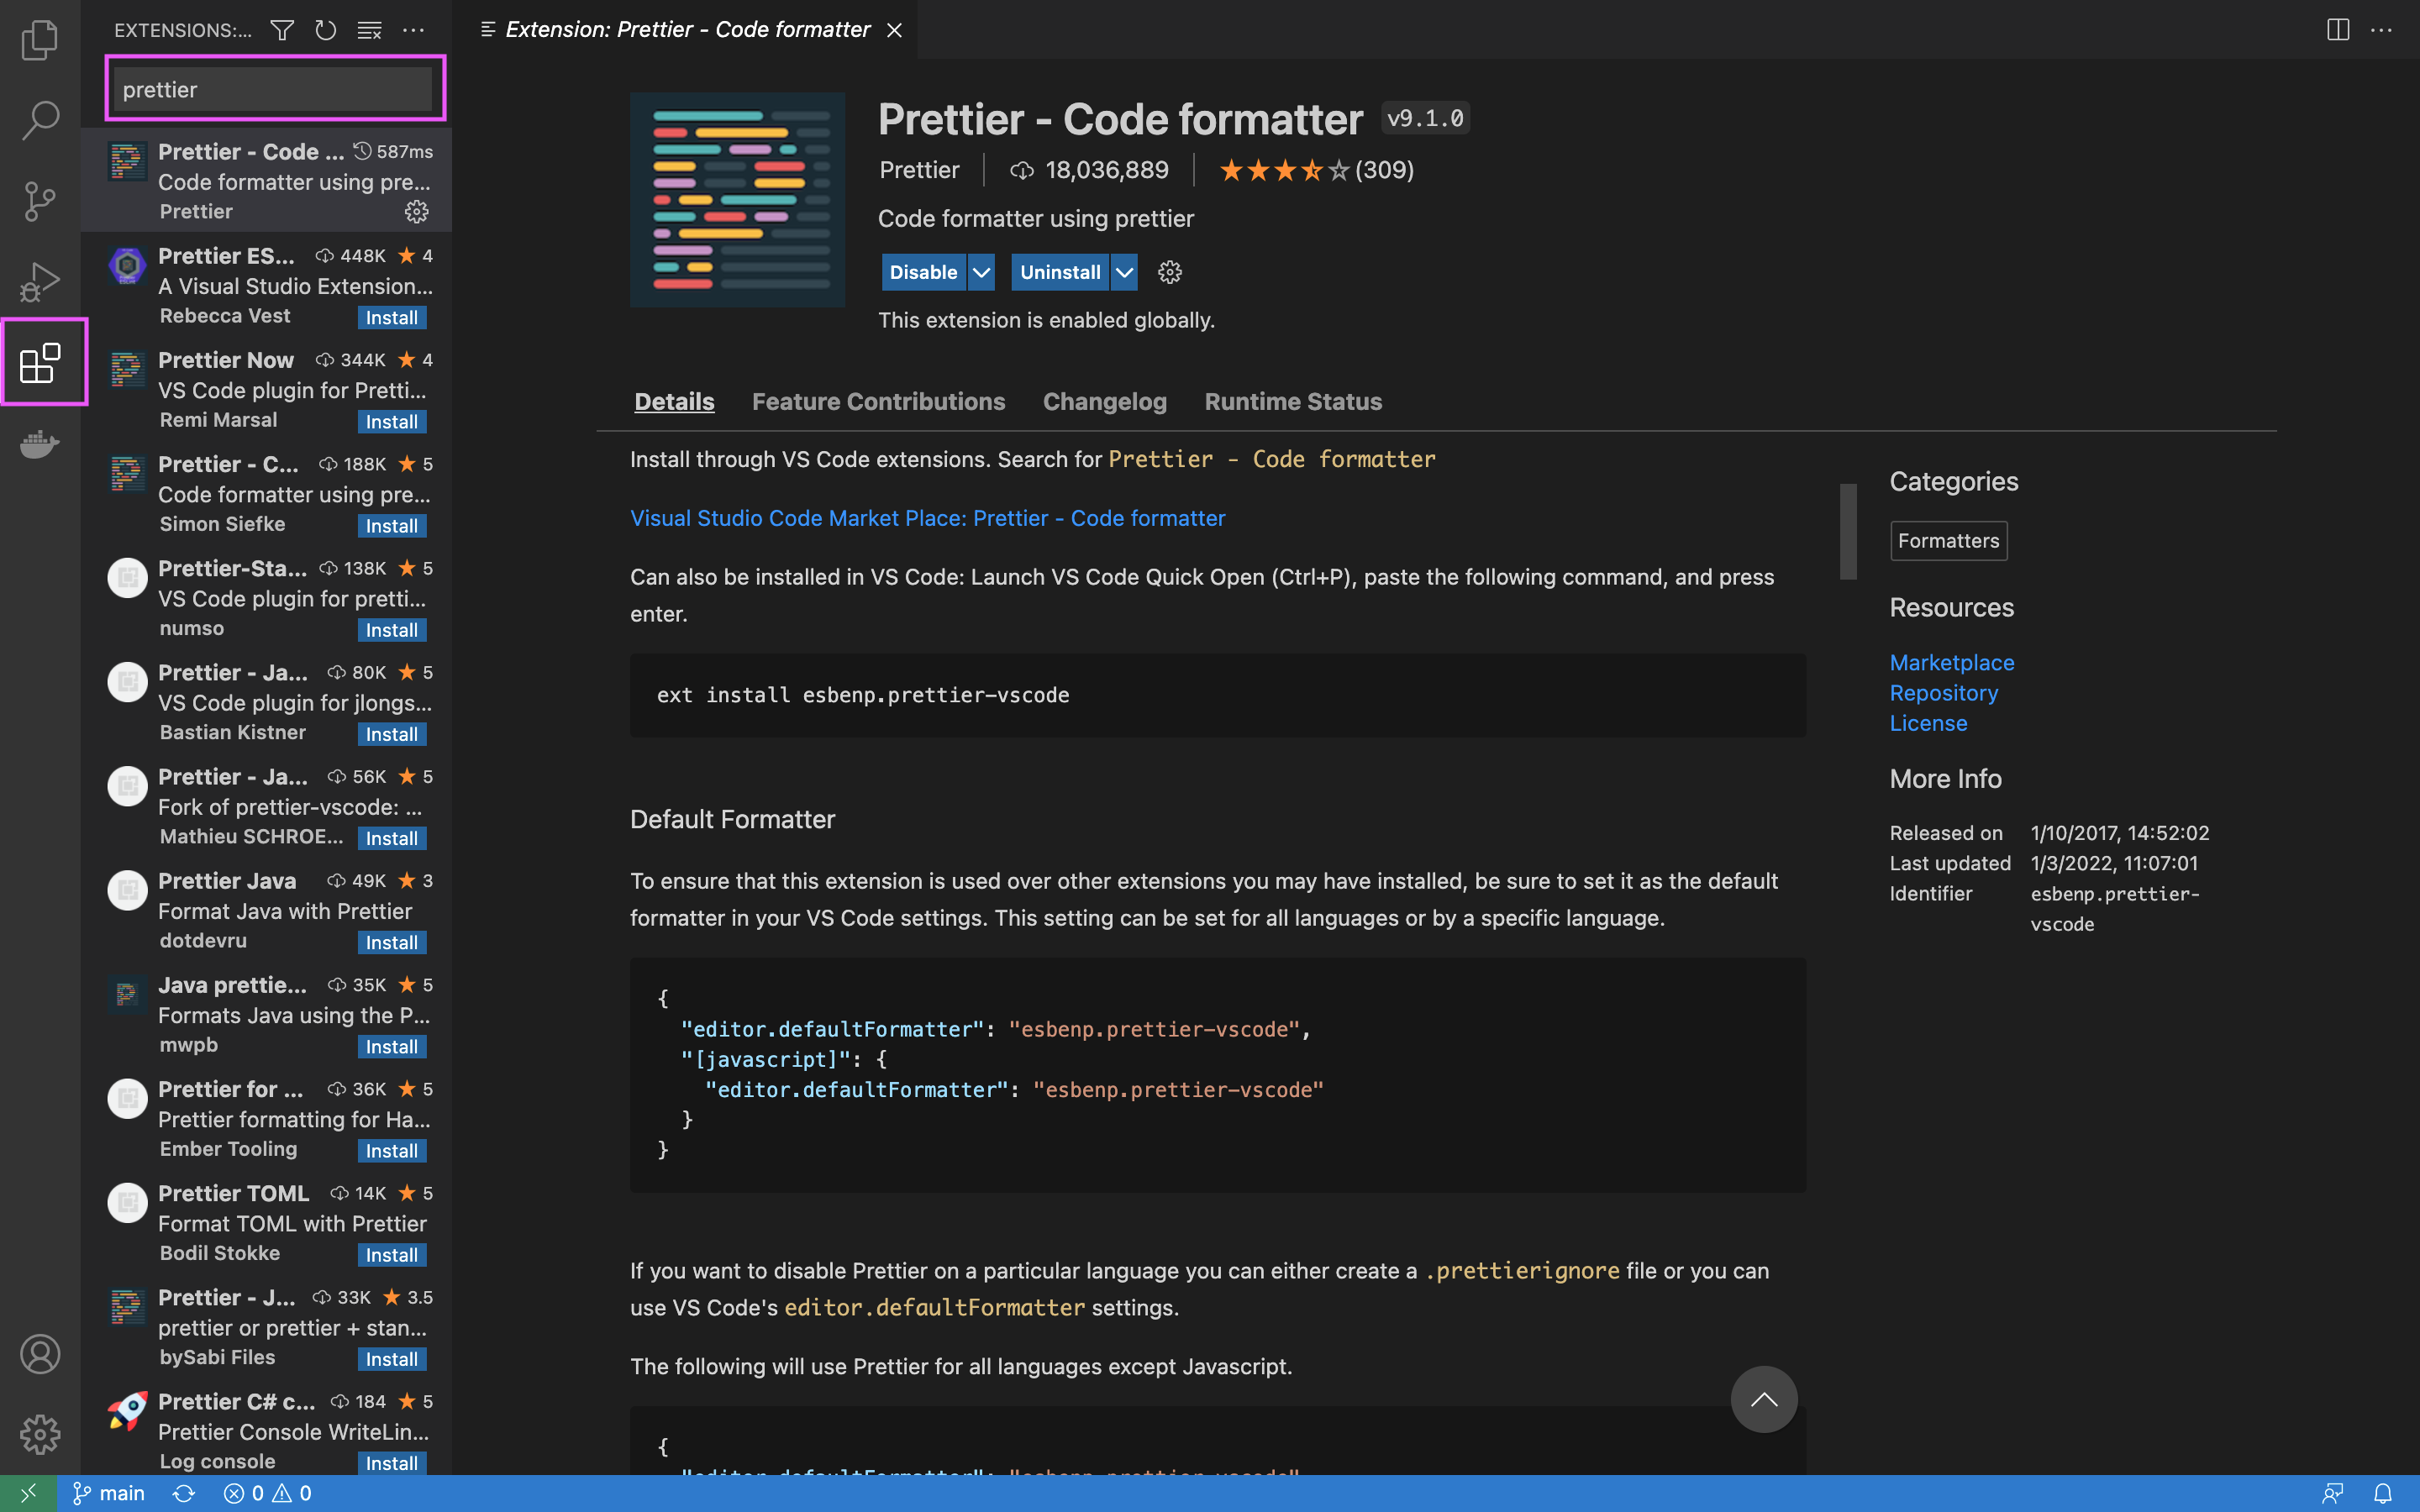 EXTENSIONS:...
prettier
Prettier - Code ... 587ms
Code formatter using pre...
Prettier
Prettier ES... 448K 4
A Visual Studio Extension...
Rebecca Vest Install
Prettier Now 344K 4
VS Code plugin for Pretti...
Remi Marsal Install
Prettier - C... 188K 5
Code formatter using pre...
Simon Siefke Install
Prettier-Sta... 138K 5
VS Code plugin for pretti...
numso Install
Prettier - Ja... 80K 5
VS Code plugin for jlongs...
Bastian Kistner Install
Prettier - Ja... 56K 5
Fork of prettier-vscode: ...
Mathieu SCHROE... Install
Prettier Java 49K 3
Format Java with Prettier
dotdevru Install
Java prettie... 35K 5
Formats Java using the P...
mwpb Install
Prettier for ... 36K 5
Prettier formatting for Ha...
Ember Tooling Install
Prettier TOML 14K 5
Format TOML with Prettier
Bodil Stokke Install
Prettier - J... 33K 3.5
prettier or prettier + stan...
bySabi Files Install
Prettier C# c... 184 5
Prettier Console WriteLin...
Log console Install
Extension: Prettier - Code formatter
Prettier - Code formatter v9.1.0
Prettier 18,036,889 (309)
Code formatter using prettier
Disable Uninstall
This extension is enabled globally.
Details Feature Contributions Changelog Runtime Status
Install through VS Code extensions. Search for Prettier - Code formatter
Visual Studio Code Market Place: Prettier - Code formatter
Can also be installed in VS Code: Launch VS Code Quick Open (Ctrl+P), paste the following command, and press
enter.
ext install esbenp.prettier-vscode
Default Formatter
To ensure that this extension is used over other extensions you may have installed, be sure to set it as the default
formatter in your VS Code settings. This setting can be set for all languages or by a specific language.
{
"editor.defaultFormatter": "esbenp.prettier-vscode",
"[javascript]": {
"editor.defaultFormatter": "esbenp.prettier-vscode"
}
}
If you want to disable Prettier on a particular language you can either create a .prettierignore file or you can
use VS Code's editor.defaultFormatter settings.
The following will use Prettier for all languages except Javascript.
{
"editor.defaultFormatter": "esbenp.prettier-vscode"
Categories
Formatters
Resources
Marketplace
Repository
License
More Info
Released on 1/10/2017, 14:52:02
Last updated 1/3/2022, 11:07:01
Identifier esbenp.prettier-
vscode
main 0 0